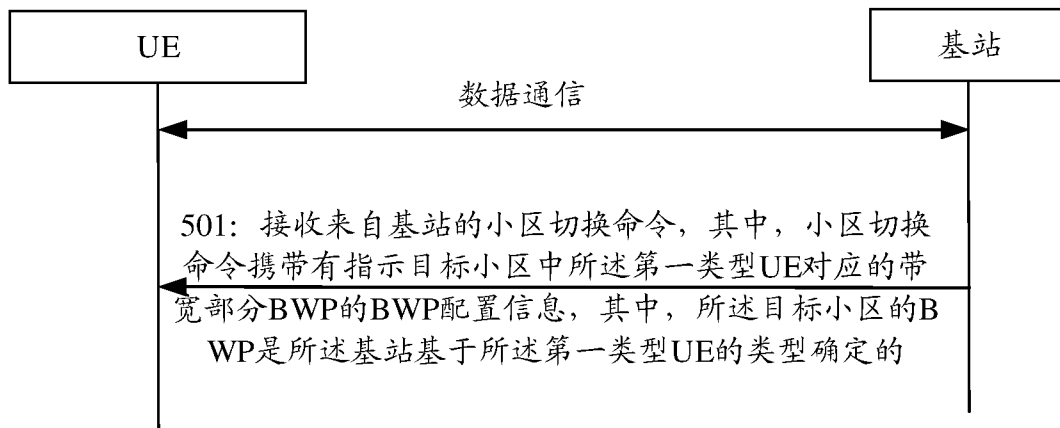 UE
基站
数据通信
501：接收来自基站的小区切换命令，其中，小区切换
命令携带有指示目标小区中所述第一类型UE对应的带
宽部分BWP的BWP配置信息，其中，所述目标小区的B
WP是所述基站基于所述第一类型UE的类型确定的